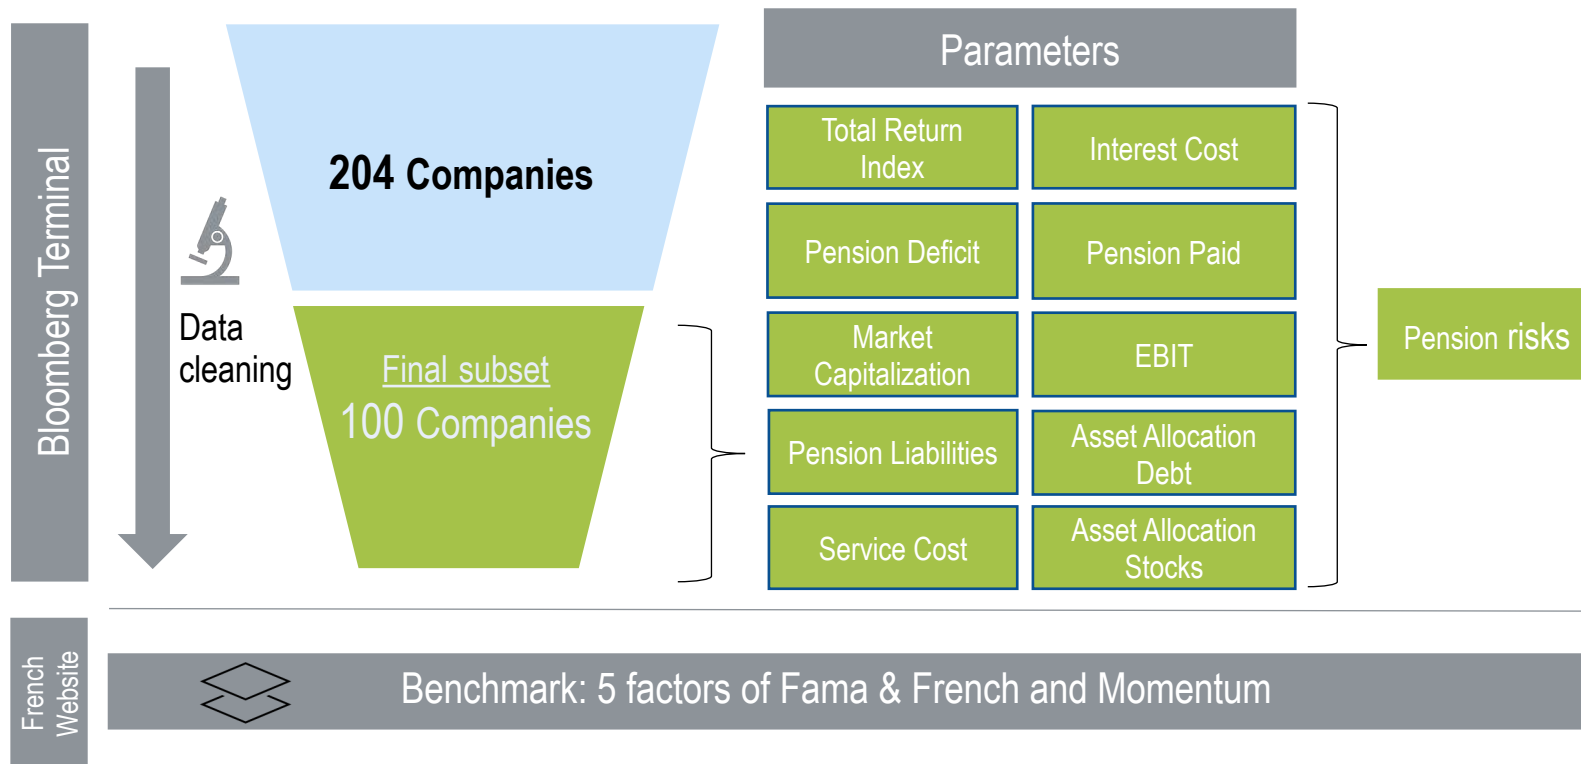 Bloomberg Terminal
Data
cleaning
204 Companies
Final subset
100 Companies
Parameters
Total Return
Index
Interest Cost
Pension Deficit
Pension Paid
Market
Capitalization
EBIT
Pension Liabilities
Asset Allocation
Debt
Service Cost
Asset Allocation
Stocks
Pension risks
French
Website
Benchmark: 5 factors of Fama & French and Momentum